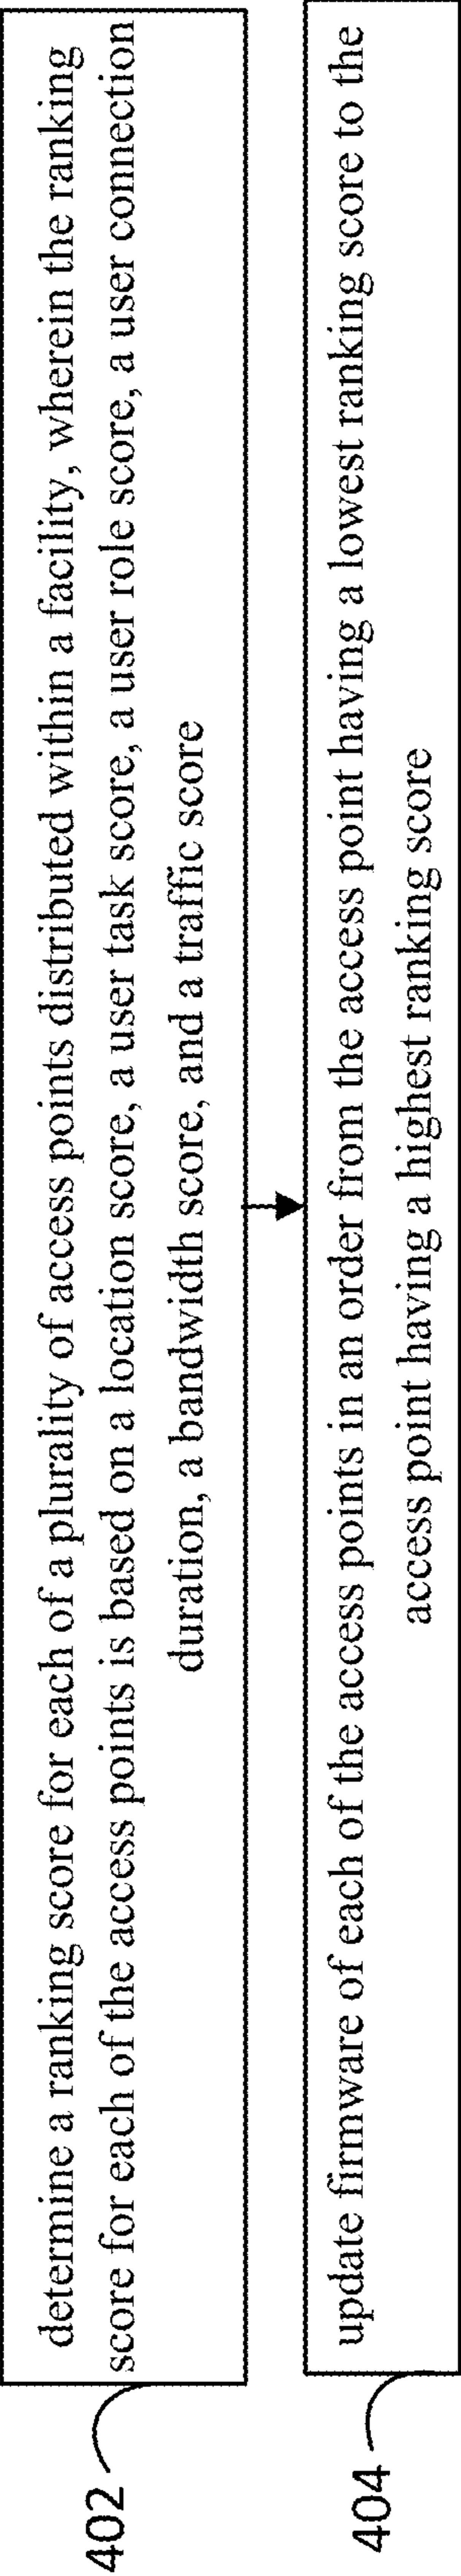 402
determine a ranking score for each of a plurality of access points distributed within a facility, wherein the ranking
score for each of the access points is based on a location score, a user task score, a user role score, a user connection
duration, a bandwidth score, and a traffic score
404
update firmware of each of the access points in an order from the access point having a lowest ranking score to the
access point having a highest ranking score